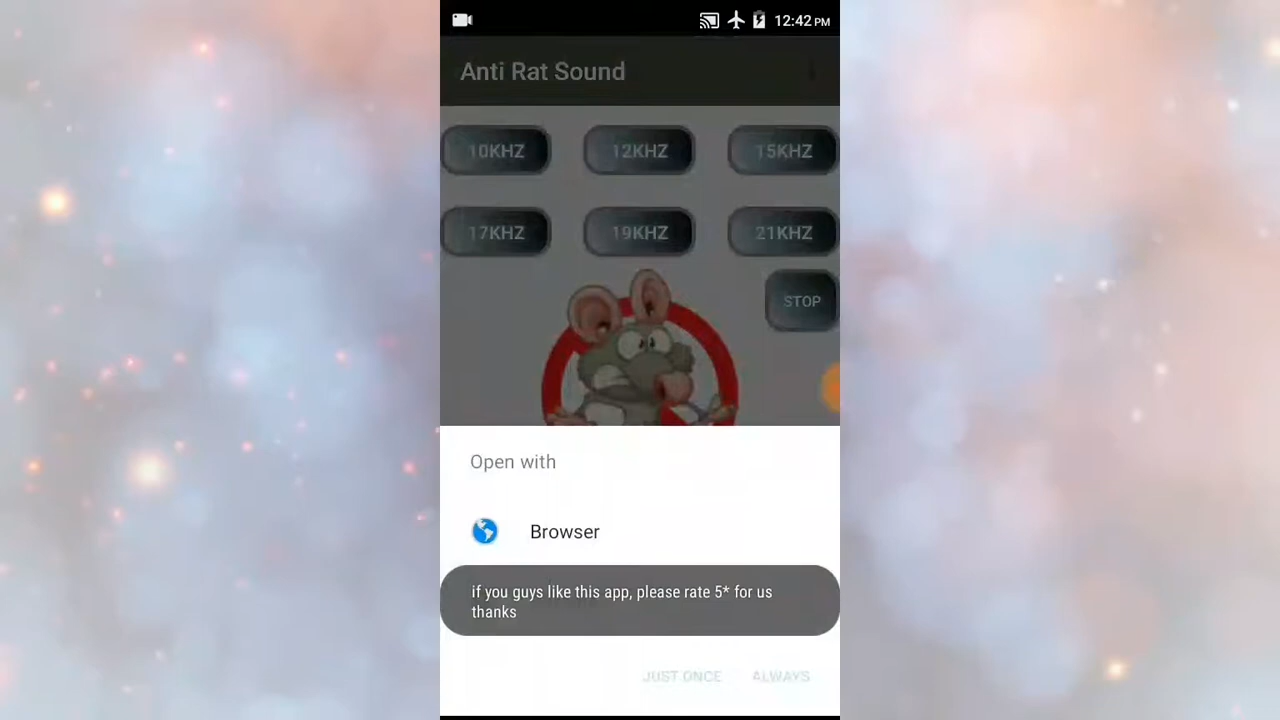 12:42 PM
Anti Rat Sound
10KHZ 12KHZ 15KHZ
17KHZ 19KHZ 21KHZ
STOP
Open with
Browser
if you guys like this app, please rate 5* for us
thanks
JUST ONCE ALWAYS